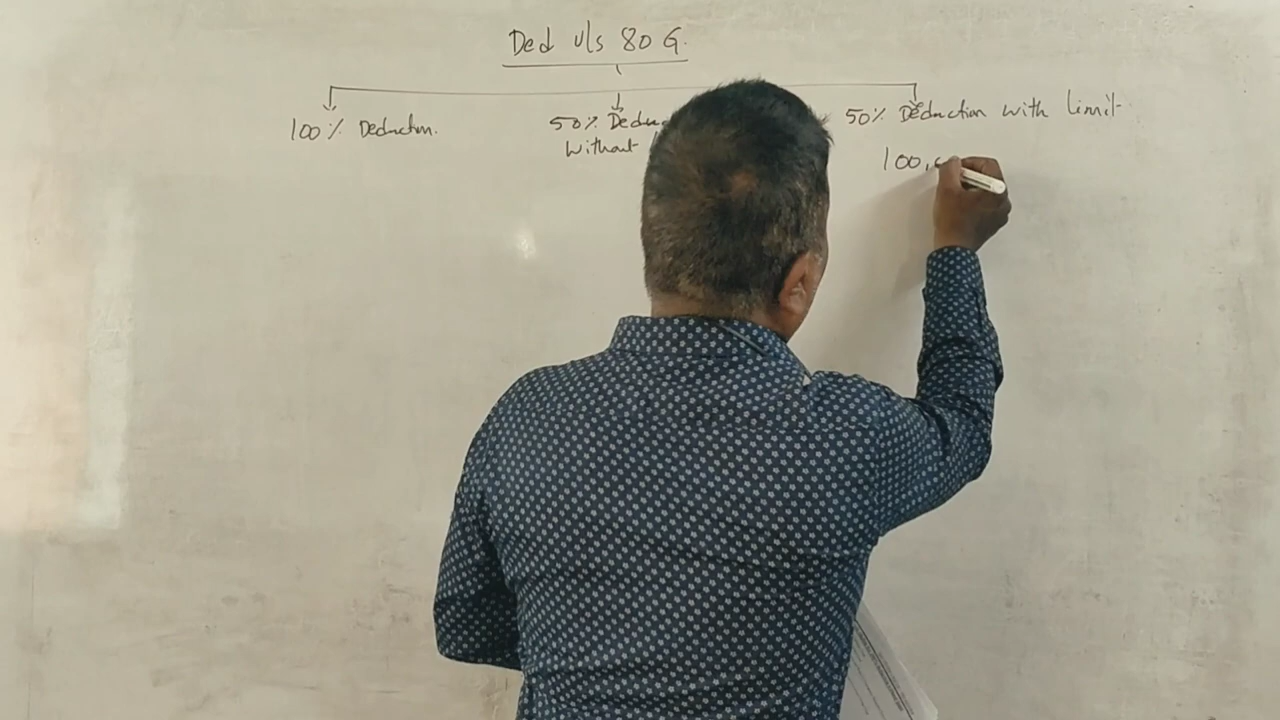 Ded u/s 80 G.
100% Deduction.
50% Dedu
Without
50% Deduction with limit
100,